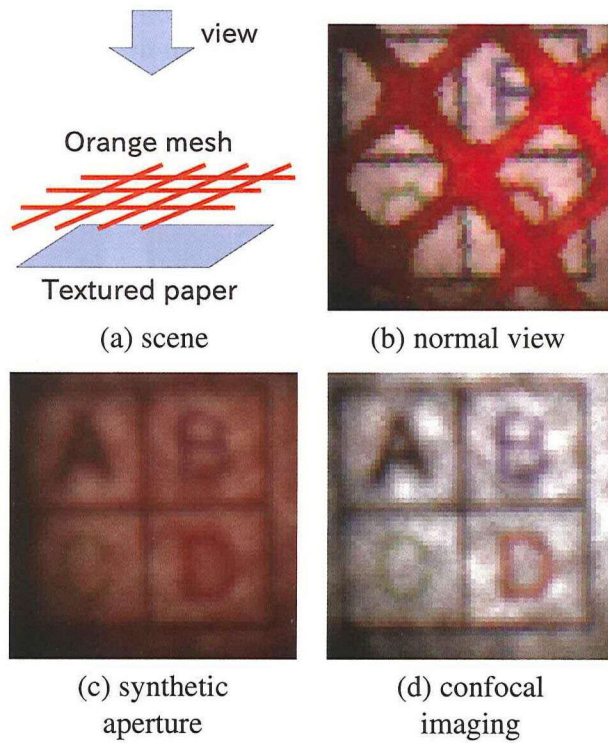 view
Orange mesh
Textured paper
(a) scene
(b) normal view
A B
C D
A B
C D
(c) synthetic
aperture
(d) confocal
imaging